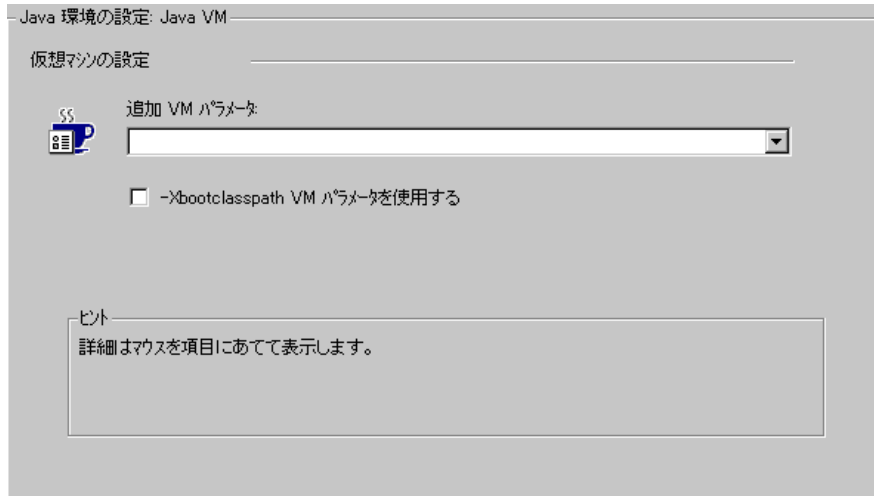 Java 環境の設定: Java VM
仮想ﾏｼﾝの設定
追加 VM ﾊﾟﾗﾒｰﾀ:
-Xbootclasspath VM ﾊﾟﾗﾒｰﾀを使用する
ﾋﾝﾄ
詳細はマウスを項目にあてて表示します。